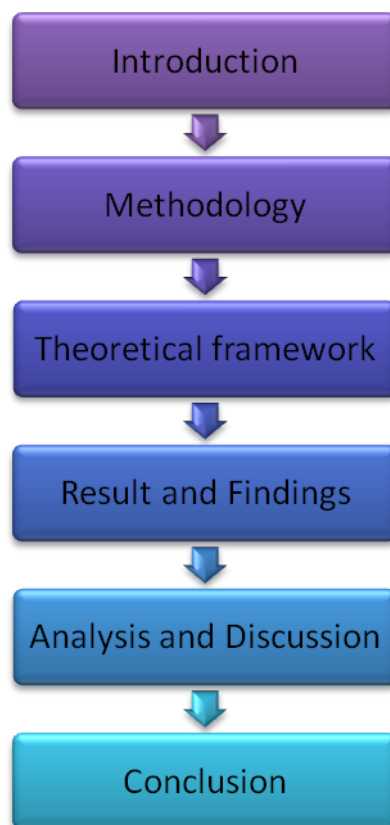 Introduction
Methodology
Theoretical framework
Result and Findings
Analysis and Discussion
Conclusion